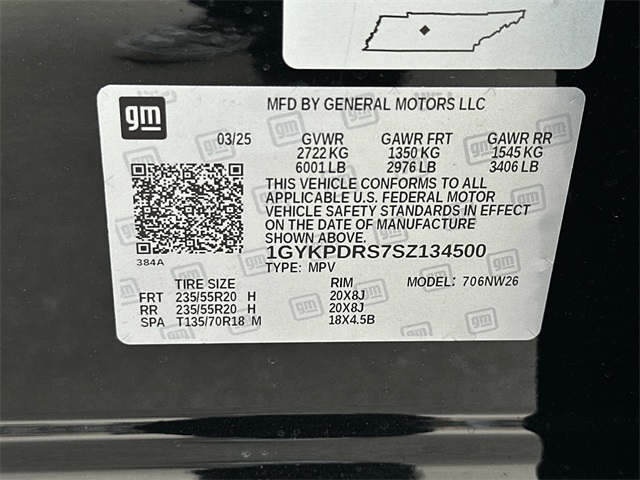 gm
MFD BY GENERAL MOTORS LLC
03/25 GVWR GAWR FRT GAWR RR
2722 KG 1350 KG 1545 KG
6001 LB 2976 LB 3406 LB
THIS VEHICLE CONFORMS TO ALL
APPLICABLE U.S. FEDERAL MOTOR
VEHICLE SAFETY STANDARDS IN EFFECT
ON THE DATE OF MANUFACTURE
SHOWN ABOVE.
384A
1GYKPDRS7SZ134500
TYPE: MPV MODEL: 706NW26
TIRE SIZE RIM
FRT 235/55R20 H 20X8J
RR 235/55R20 H 20X8J
SPA T135/70R18 M 18X4.5B